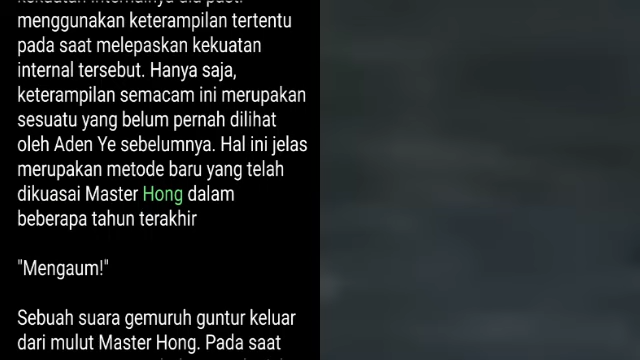 menggunakan keterampilan tertentu
pada saat melepaskan kekuatan
internal tersebut. Hanya saja,
keterampilan semacam ini merupakan
sesuatu yang belum pernah dilihat
oleh Aden Ye sebelumnya. Hal ini jelas
merupakan metode baru yang telah
dikuasai Master Hong dalam
beberapa tahun terakhir
"Mengaum!"
Sebuah suara gemuruh guntur keluar
dari mulut Master Hong. Pada saat